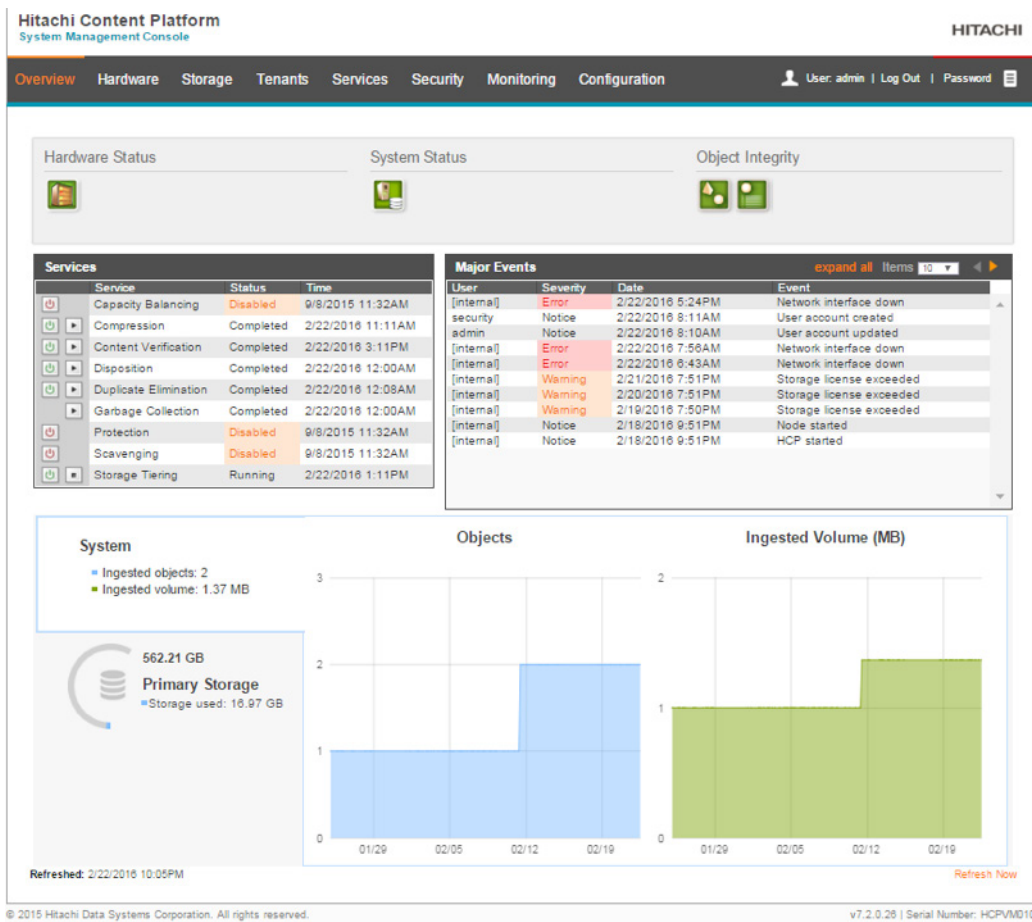 Hitachi Content Platform
System Management Console
HITACHI
Overview Hardware Storage Tenants Services Security Monitoring Configuration User: admin | Log Out | Password
Hardware Status System Status Object Integrity
Services
Service Status Time
Capacity Balancing Disabled 9/8/2015 11:32AM
Compression Completed 2/22/2016 11:11AM
Content Verification Completed 2/22/2016 3:11PM
Disposition Completed 2/22/2016 12:00AM
Duplicate Elimination Completed 2/22/2016 12:08AM
Garbage Collection Completed 2/22/2016 12:00AM
Protection Disabled 9/8/2015 11:32AM
Scavenging Disabled 9/8/2015 11:32AM
Storage Tiering Running 2/22/2016 1:11PM
Major Events expand all Items 10
User Severity Date Event
[internal] Error 2/22/2016 5:24PM Network interface down
security Notice 2/22/2016 8:11AM User account created
admin Notice 2/22/2016 8:10AM User account updated
[internal] Error 2/22/2016 7:56AM Network interface down
[internal] Error 2/22/2016 6:43AM Network interface down
[internal] Warning 2/21/2016 7:51PM Storage license exceeded
[internal] Warning 2/20/2016 7:51PM Storage license exceeded
[internal] Warning 2/19/2016 7:50PM Storage license exceeded
[internal] Notice 2/18/2016 9:51PM Node started
[internal] Notice 2/18/2016 9:51PM HCP started
System
Ingested objects: 2
Ingested volume: 1.37 MB
562.21 GB
Primary Storage
Storage used: 16.97 GB
Objects
3
2
1
0
01/29 02/05 02/12 02/19
Ingested Volume (MB)
2
1
0
01/29 02/05 02/12 02/19
Refreshed: 2/22/2016 10:05PM Refresh Now
© 2015 Hitachi Data Systems Corporation. All rights reserved. v7.2.0.26 | Serial Number: HCPVM010